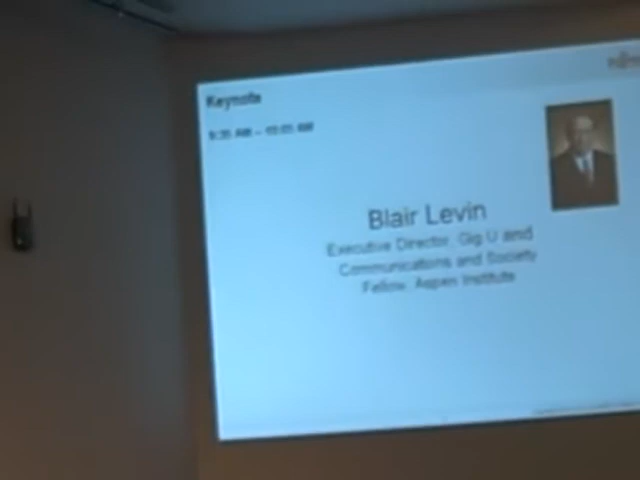 Keynote
Blair Levin
Executive Director, Gig U and
Communications and Society
Fellow, Aspen Institute